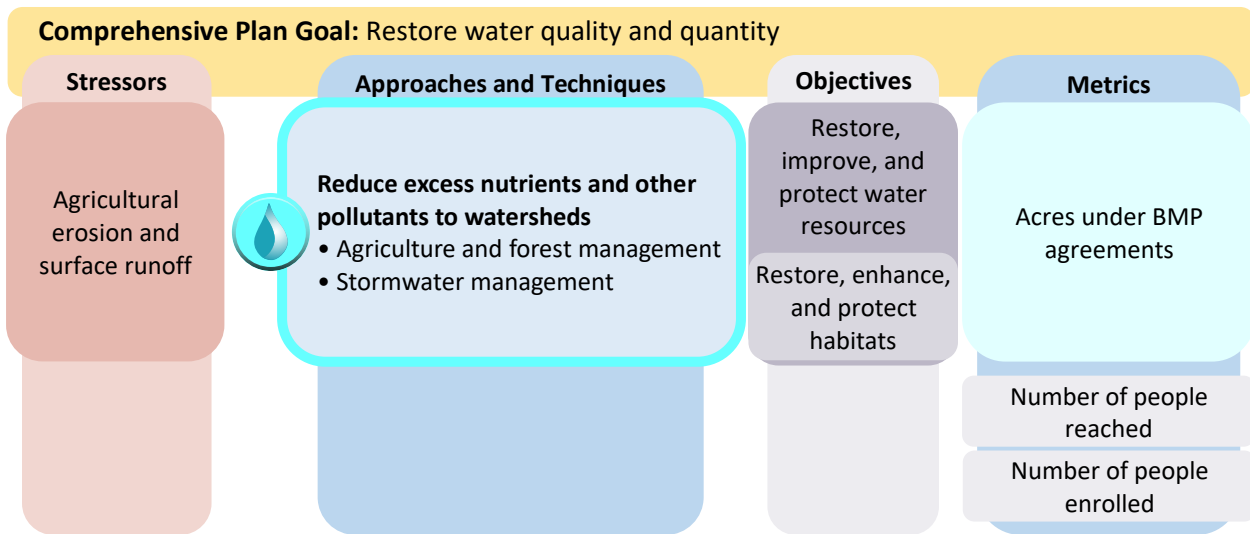 Comprehensive Plan Goal: Restore water quality and quantity
Stressors
Approaches and Techniques
Objectives
Metrics
Agricultural
erosion and
surface runoff
Reduce excess nutrients and other
pollutants to watersheds
• Agriculture and forest management
• Stormwater management
Restore,
improve, and
protect water
resources
Restore, enhance,
and protect
habitats
Acres under BMP
agreements
Number of people
reached
Number of people
enrolled